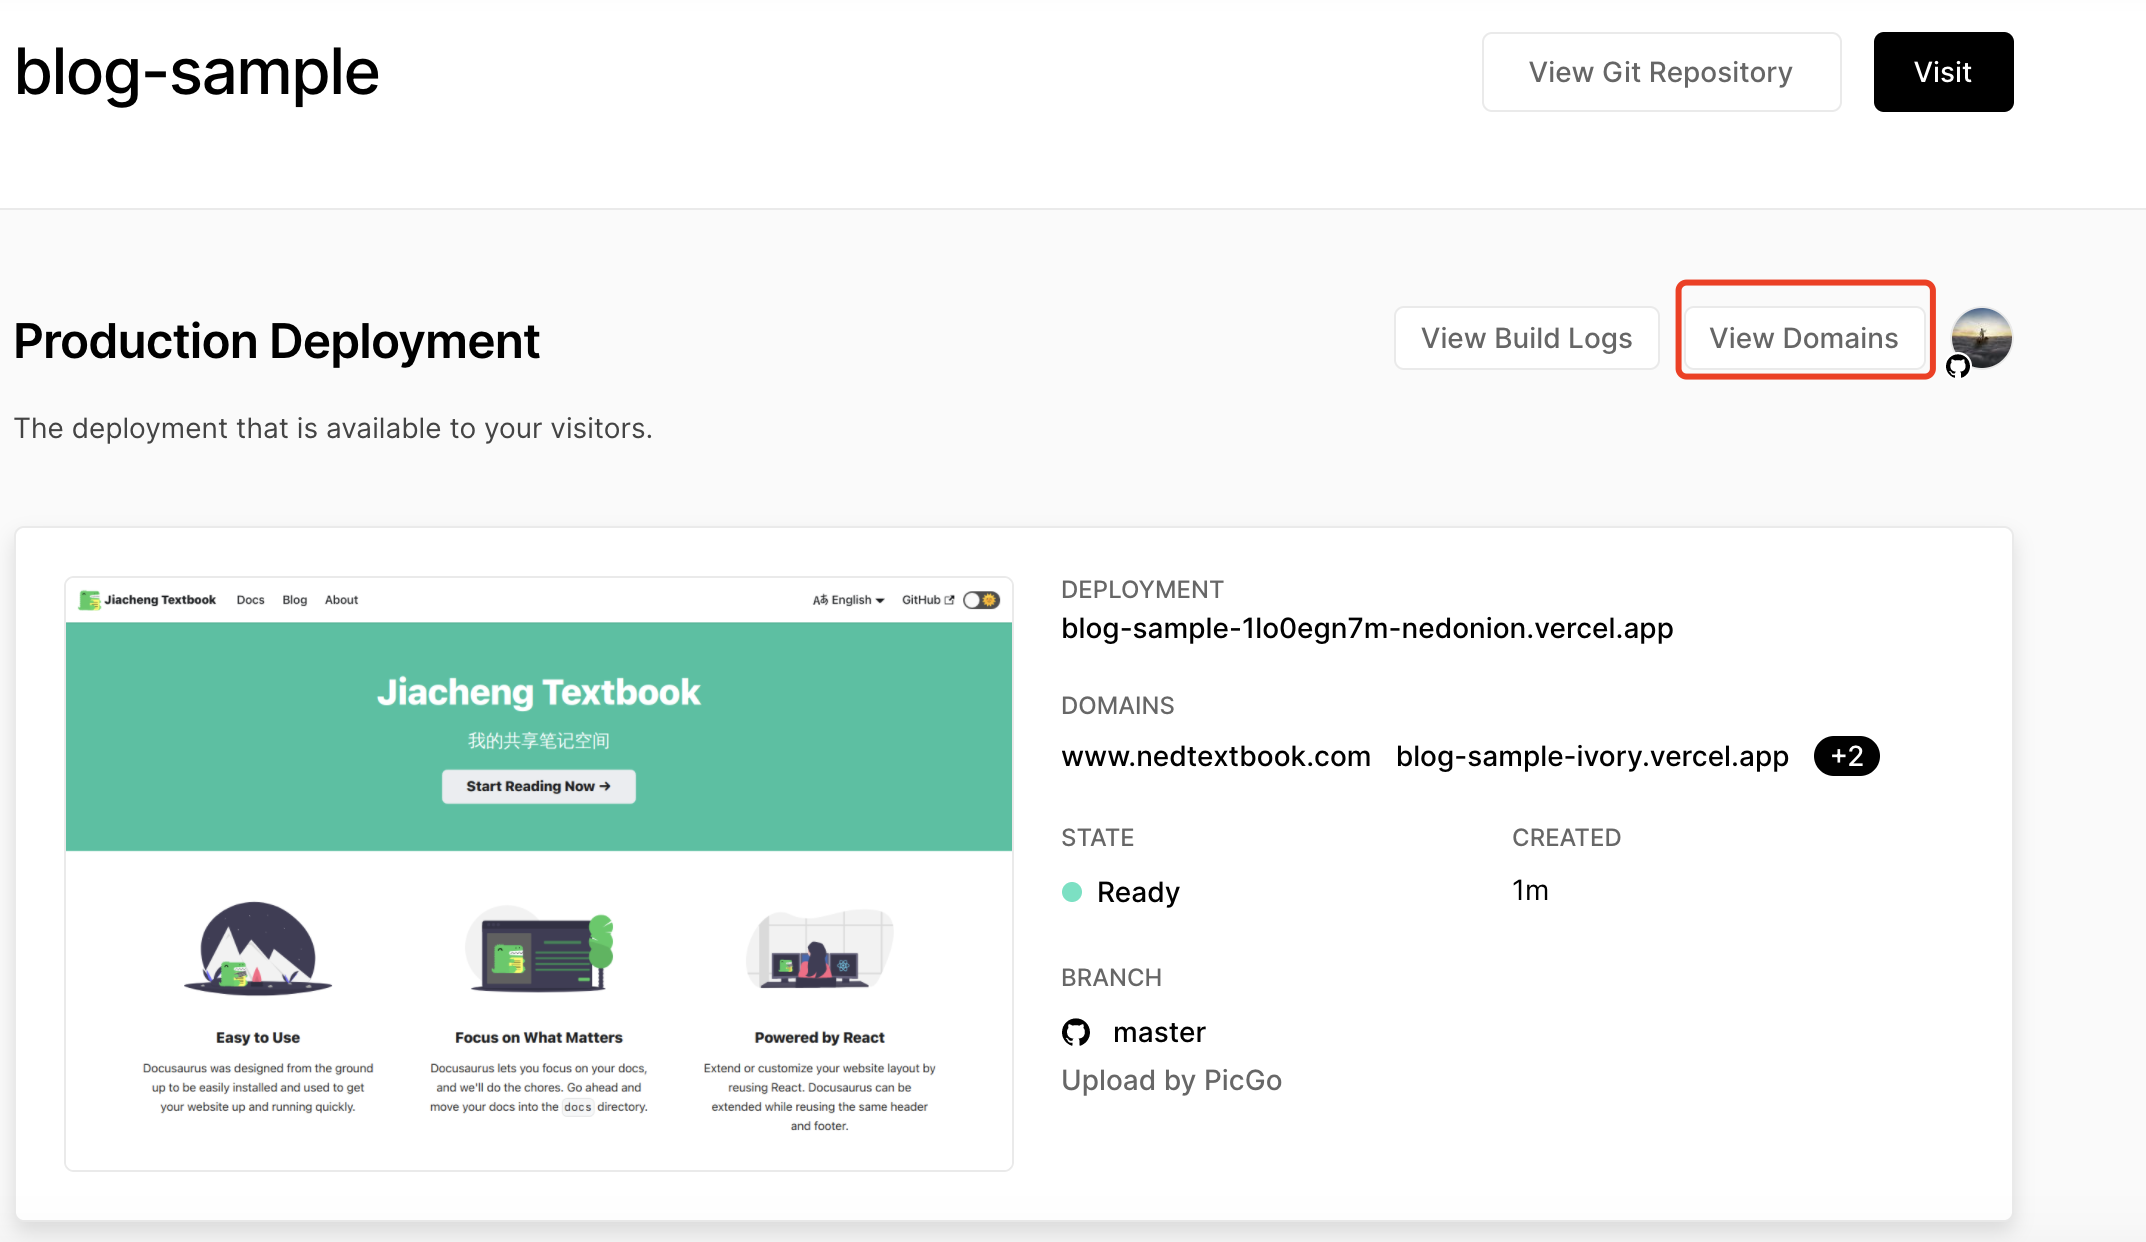 blog-sample
View Git Repository
Visit
Production Deployment
View Build Logs
View Domains
The deployment that is available to your visitors.
Jiacheng Textbook Docs Blog About
Aあ English GitHub
Jiacheng Textbook
我的共享笔记空间
Start Reading Now →
Easy to Use
Docusaurus was designed from the ground
up to be easily installed and used to get
your website up and running quickly.
Focus on What Matters
Docusaurus lets you focus on your docs,
and we'll do the chores. Go ahead and
move your docs into the docs directory.
Powered by React
Extend or customize your website layout by
reusing React. Docusaurus can be
extended while reusing the same header
and footer.
DEPLOYMENT
blog-sample-1lo0egn7m-nedonion.vercel.app
DOMAINS
www.nedtextbook.com blog-sample-ivory.vercel.app +2
STATE
Ready
CREATED
1m
BRANCH
master
Upload by PicGo